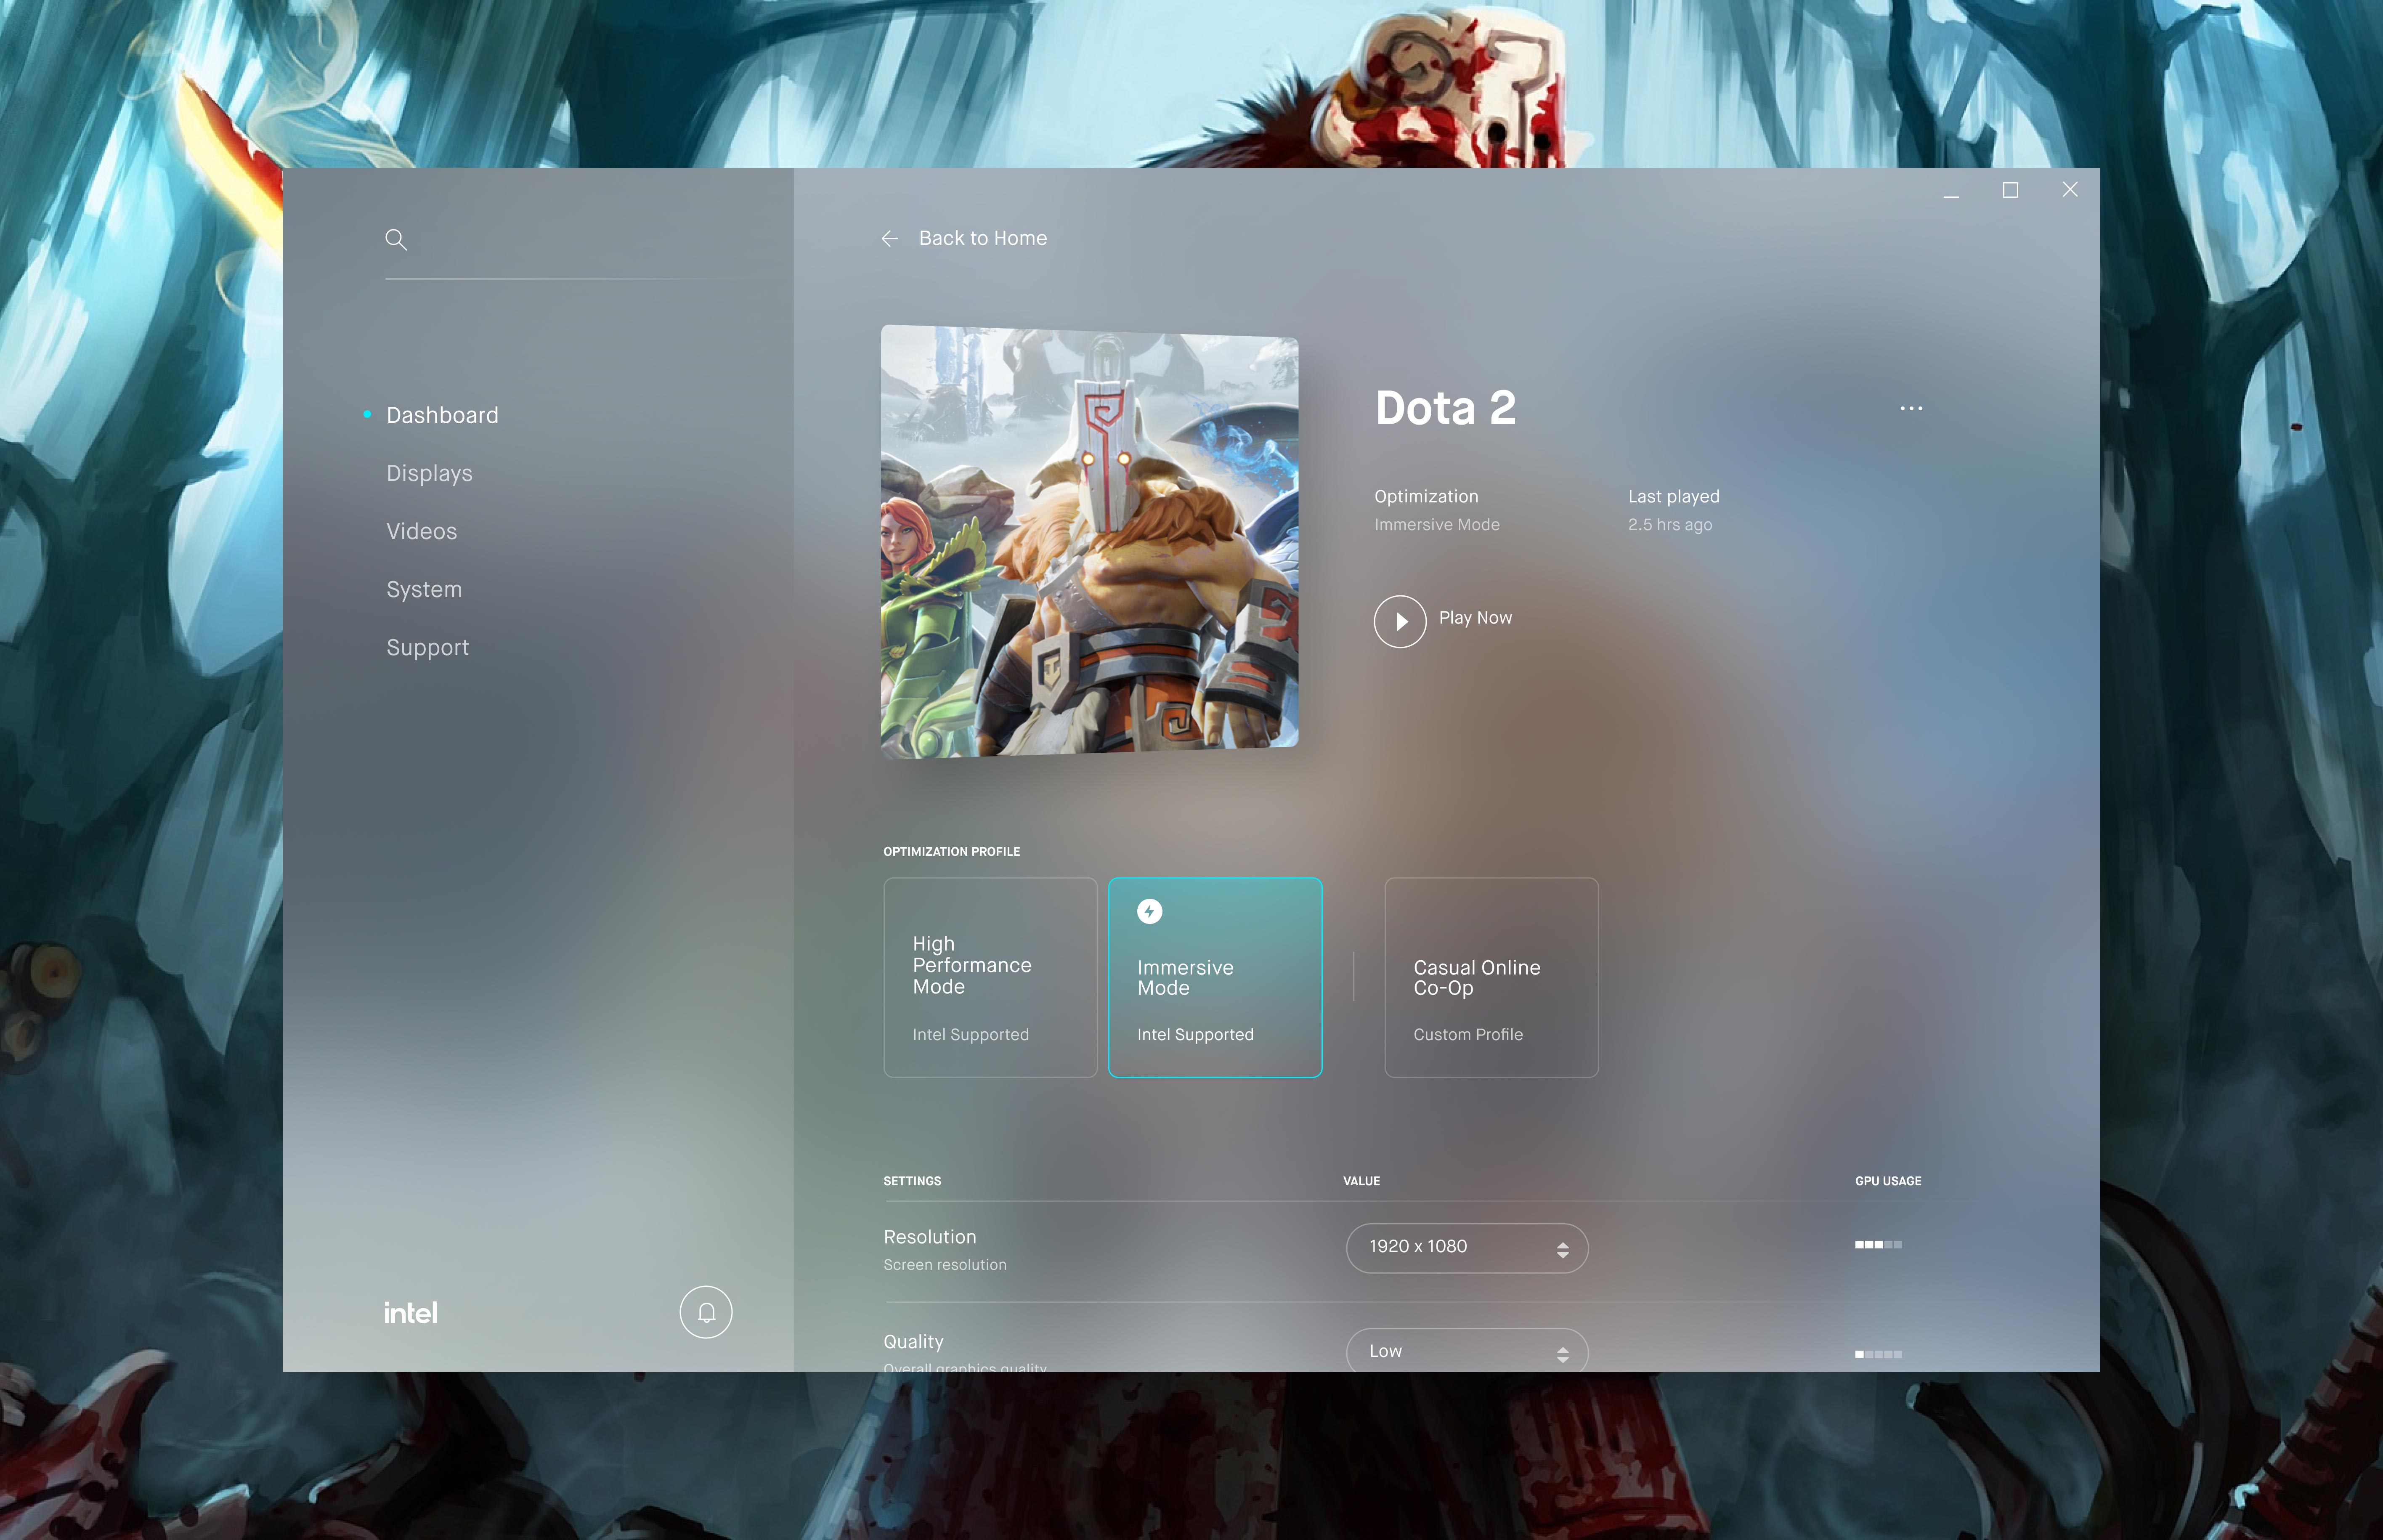 Back to Home
Dashboard
Displays
Videos
System
Support
intel
Dota 2
Optimization
Immersive Mode
Last played
2.5 hrs ago
Play Now
OPTIMIZATION PROFILE
High
Performance
Mode
Intel Supported
Immersive
Mode
Intel Supported
Casual Online
Co-Op
Custom Profile
SETTINGS
VALUE
GPU USAGE
Resolution
Screen resolution
1920 x 1080
Quality
Overall graphics quality
Low